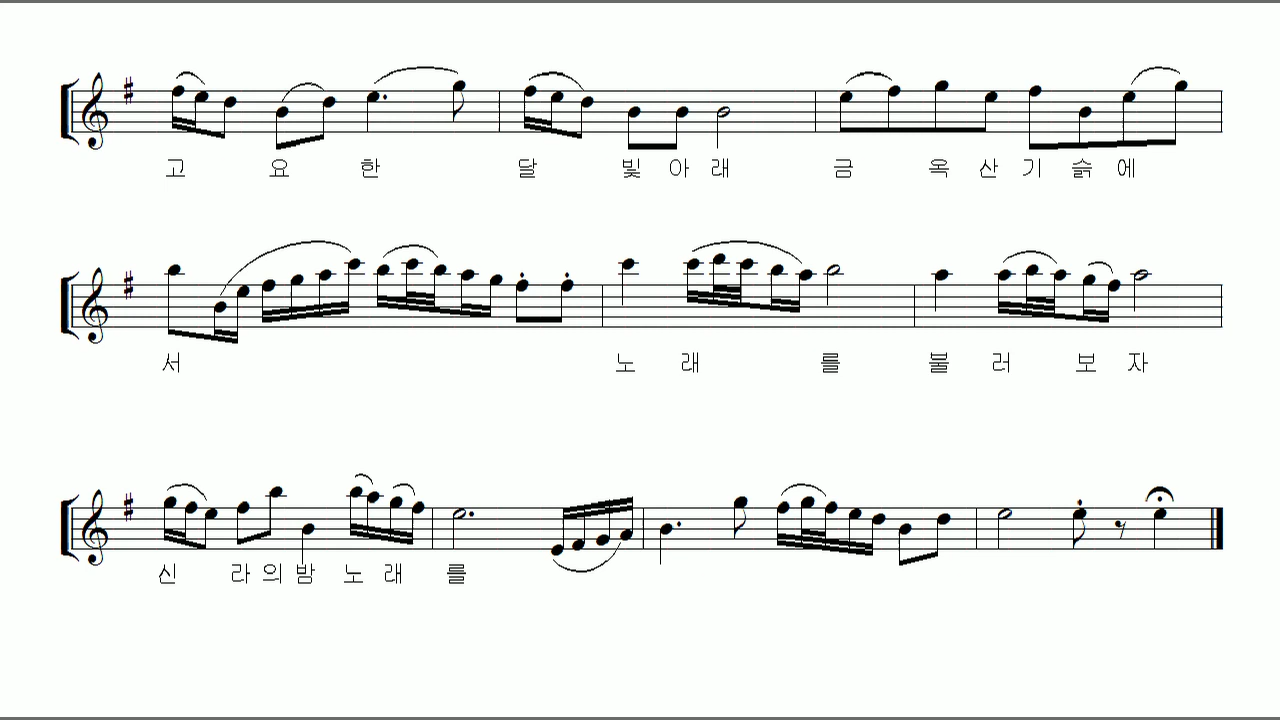 고 요 한 달 빛 아 래 금 옥 산 기 슭 에
서 노 래 를 불 러 보 자
신 라 의 밤 노 래 를